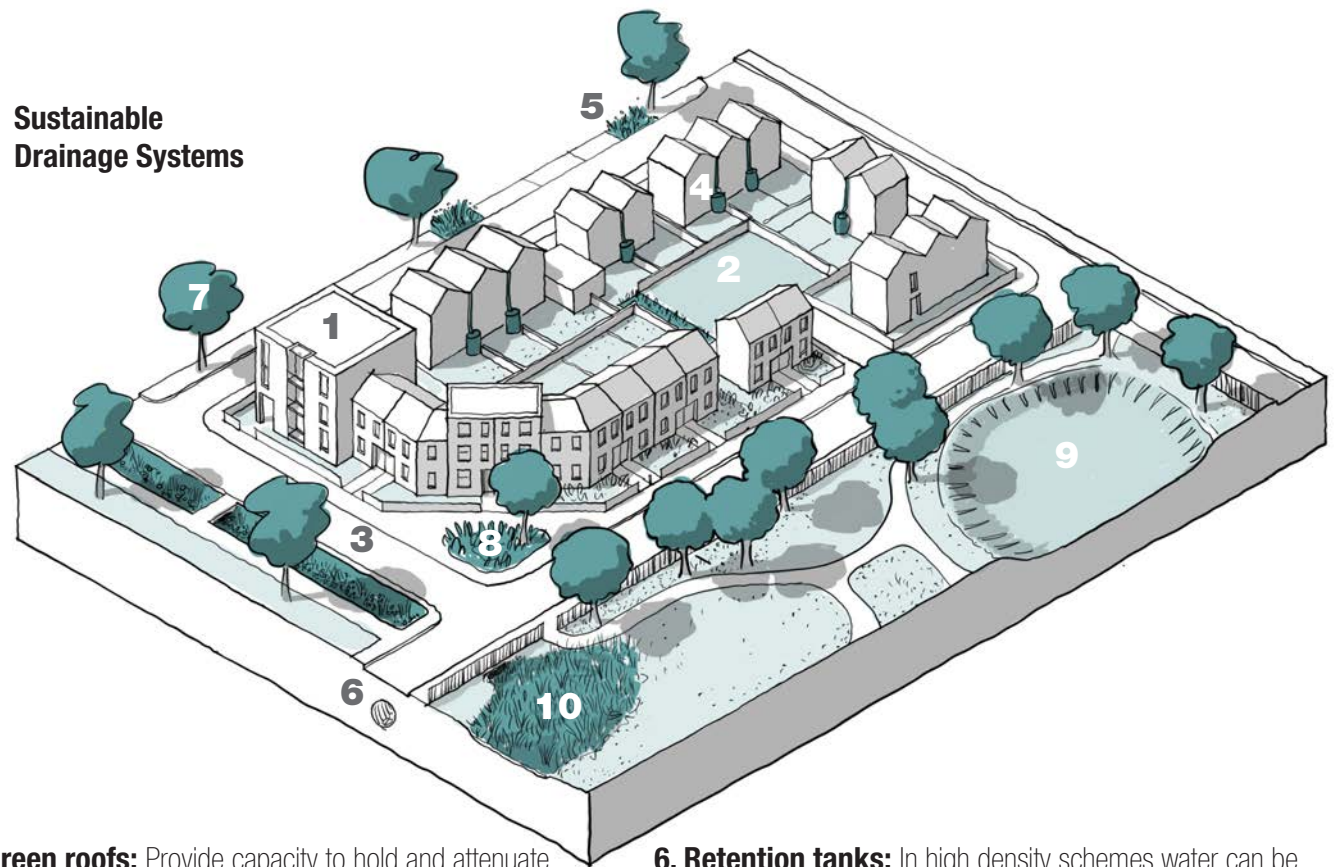 Sustainable
Drainage Systems
5
4
2
7
1
9
3
8
6
10
roofs: Provide capacity to hold and attenuate
6. Retention tanks: In high density schemes water can be